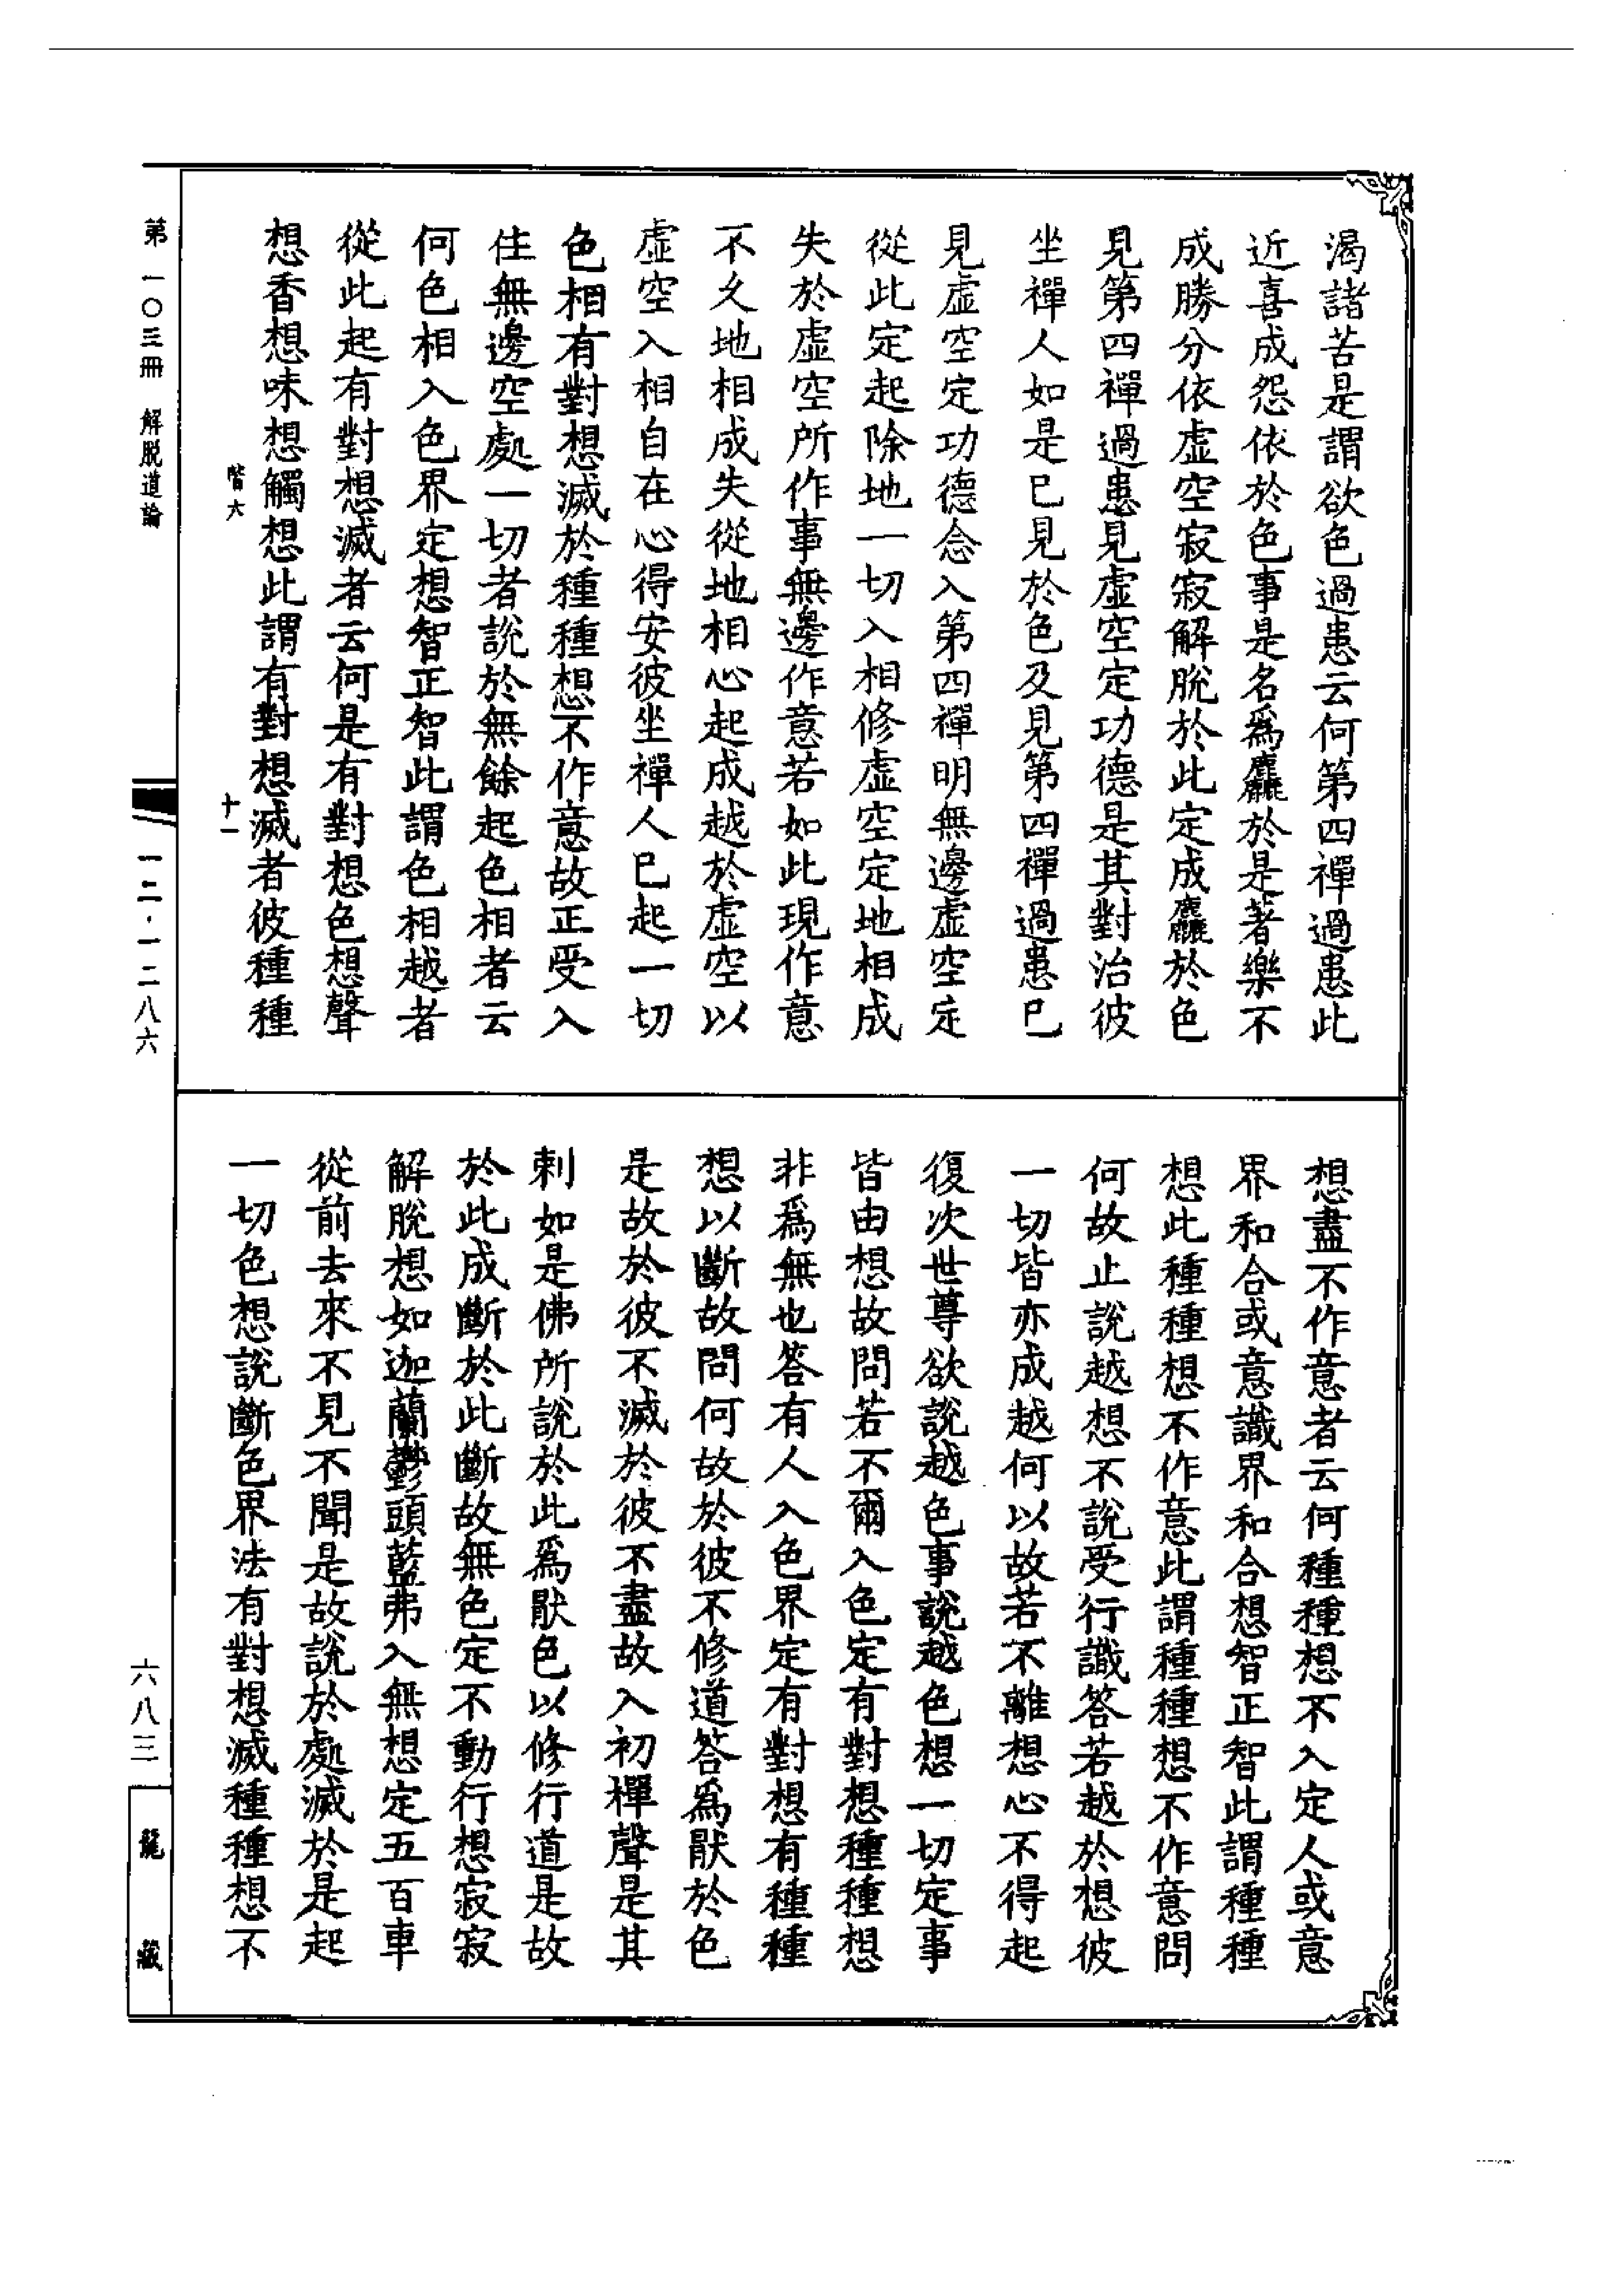 渴諸苦是謂欲色過患云何第四禪過患此
近喜成怨依於色事是名爲麤於是著樂不
成勝分依虛空寂寂解脫於此定成麤於色
見第四禪過患見虛空定功德是其對治彼
坐禪人如是已見於色及見第四禪過患已
見虛空定功德念入第四禪明無邊虛空定
從此定起除地一切入相修虛空定地相成
失於虛空所作事無邊作意若如此現作意
不久地相成失從地相心起成越於虛空以
虛空入相自在心得安彼坐禪人已起一切
色相有對想滅於種種想不作意故正受入
住無邊空處一切者說於無餘起色相者云
何色相入色界定想智正智此謂色相越者
從此起有對想滅者云何是有對想色想聲
想香想味想觸想此謂有對想滅者彼種種
階六 十一
想盡不作意者云何種種想不入定人或意
界和合或意識界和合想智正智此謂種種
想此種種想不作意此謂種種想不作意問
何故止說越想不說受行識答若越於想彼
一切皆亦成越何以故若不離想心不得起
復次世尊欲說越色事說越色想一切定事
皆由想故問若不爾入色定有對想種種想
非爲無也答有人入色界定有對想有種種
想以斷故問何故於彼不修道答爲猒於色
是故於彼不滅於彼不盡故入初禪聲是其
刺如是佛所說於此爲猒色以修行道是故
於此成斷於此斷故無色定不動行想寂寂
解脫想如迦蘭鬱頭藍弗入無想定五百車
從前去來不見不聞是故說於處滅於是起
一切色想說斷色界法有對想滅種種想不
第一〇三冊 解脫道論
一二·一二八六
六八三
龍藏